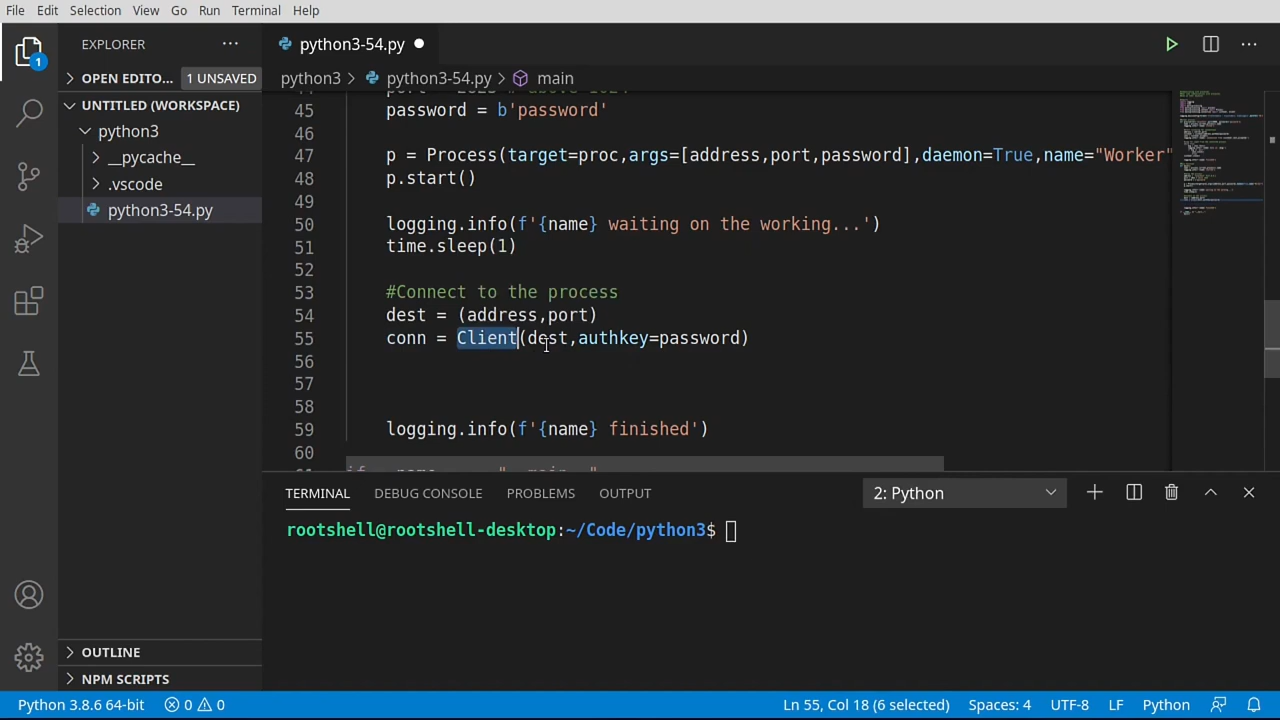 File Edit Selection View Go Run Terminal Help
EXPLORER
python3-54.py
OPEN EDITO... 1 UNSAVED
python3 python3-54.py main
UNTITLED (WORKSPACE)
1
python3
__pycache__
.vscode
python3-54.py
45 password = b'password'
46
47 p = Process(target=proc,args=[address,port,password],daemon=True,name="Worker"
48 p.start()
49
50 logging.info(f'{name} waiting on the working...')
51 time.sleep(1)
52
53 #Connect to the process
54 dest = (address,port)
55 conn = Client(dest,authkey=password)
56
57
58
59 logging.info(f'{name} finished')
60
TERMINAL DEBUG CONSOLE PROBLEMS OUTPUT 2: Python
rootshell@rootshell-desktop:~/Code/python3$
OUTLINE
NPM SCRIPTS
Python 3.8.6 64-bit 0 0 Ln 55, Col 18 (6 selected) Spaces: 4 UTF-8 LF Python